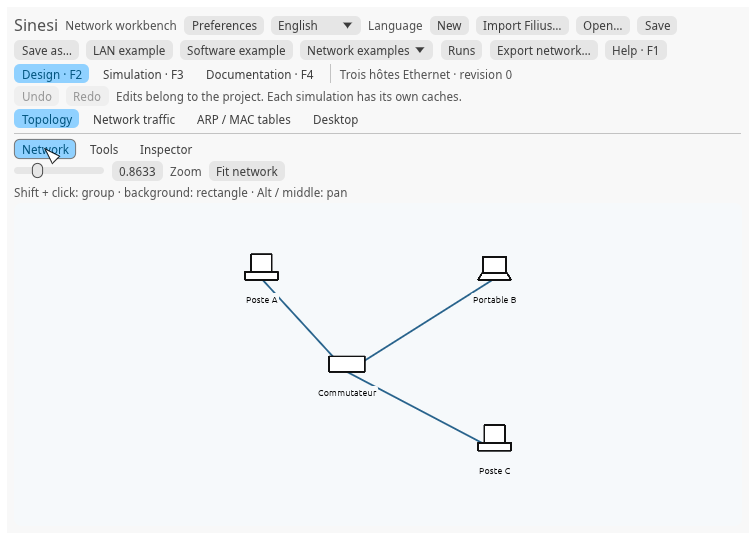 Sinesi Network workbench Preferences English Language New Import Filius... Open... Save
Save as... LAN example Software example Network examples Runs Export network... Help · F1
Design · F2 Simulation · F3 Documentation · F4 Trois hôtes Ethernet · revision 0
Undo Redo Edits belong to the project. Each simulation has its own caches.
Topology Network traffic ARP / MAC tables Desktop
Network Tools Inspector
0.8633 Zoom Fit network
Shift + click: group · background: rectangle · Alt / middle: pan
Poste A Portable B
Commutateur
Poste C